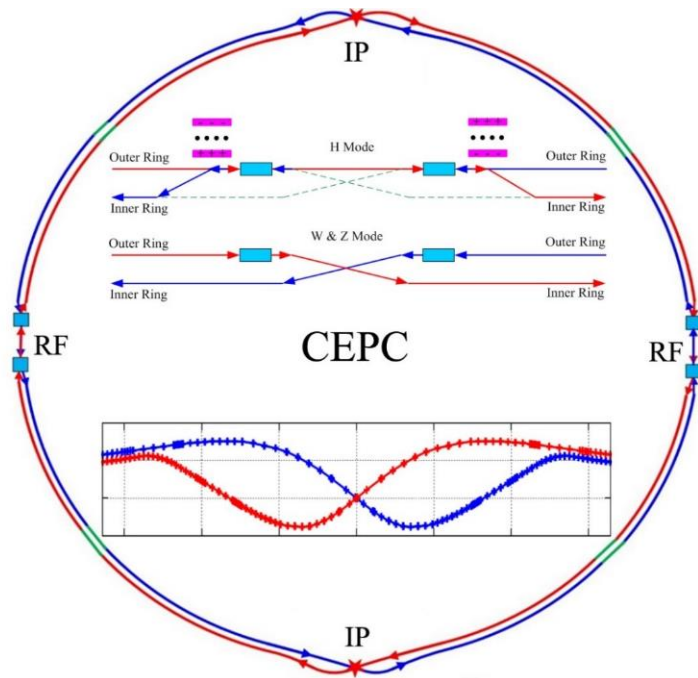 IP
H Mode
Outer Ring
Outer Ring
Inner Ring
Inner Ring
W & Z Mode
Outer Ring
Outer Ring
Inner Ring
Inner Ring
RF
CEPC
RF
IP